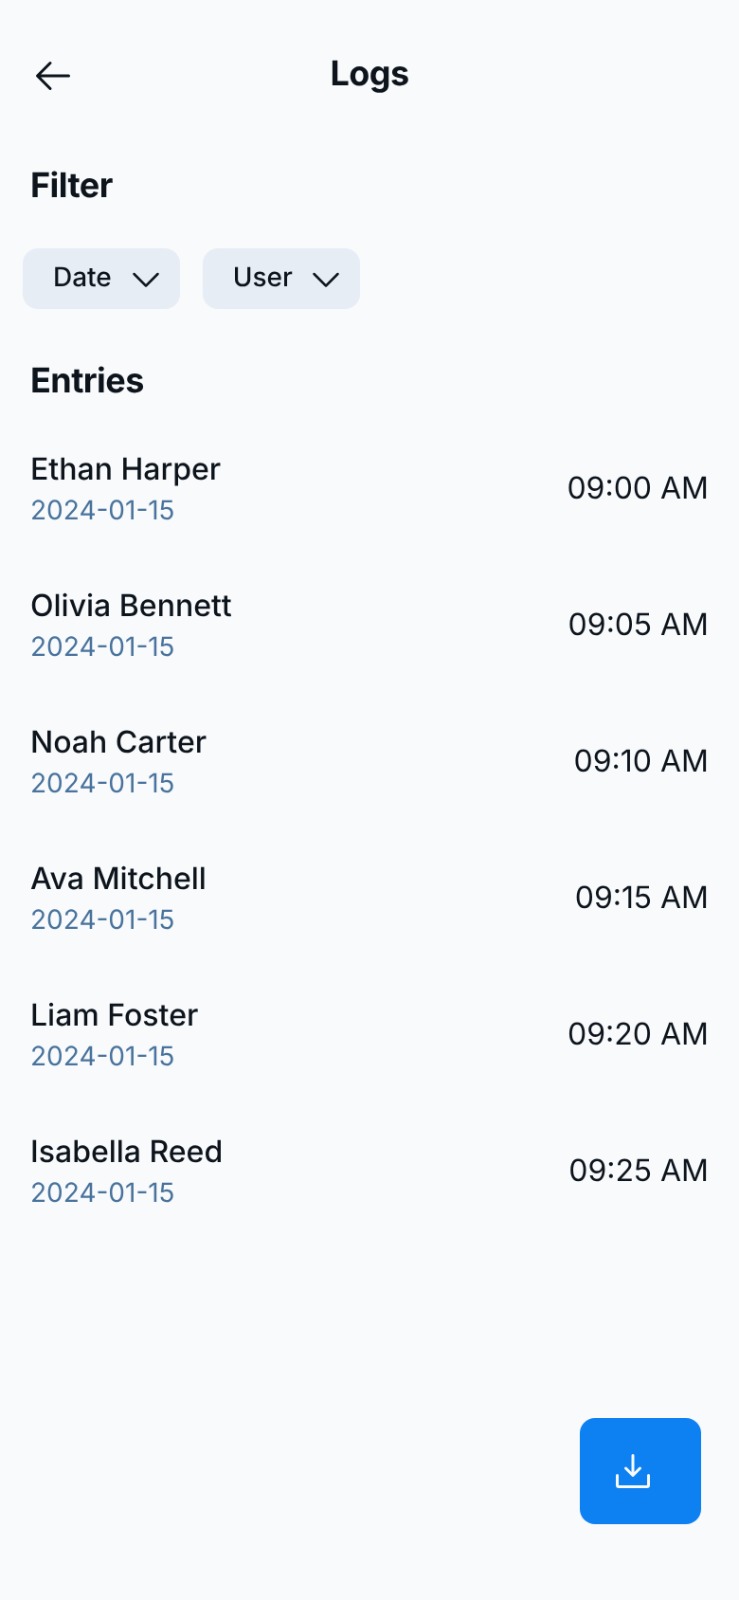 Logs
Filter
Date
User
Entries
Ethan Harper
2024-01-15
09:00 AM
Olivia Bennett
2024-01-15
09:05 AM
Noah Carter
2024-01-15
09:10 AM
Ava Mitchell
2024-01-15
09:15 AM
Liam Foster
2024-01-15
09:20 AM
Isabella Reed
2024-01-15
09:25 AM